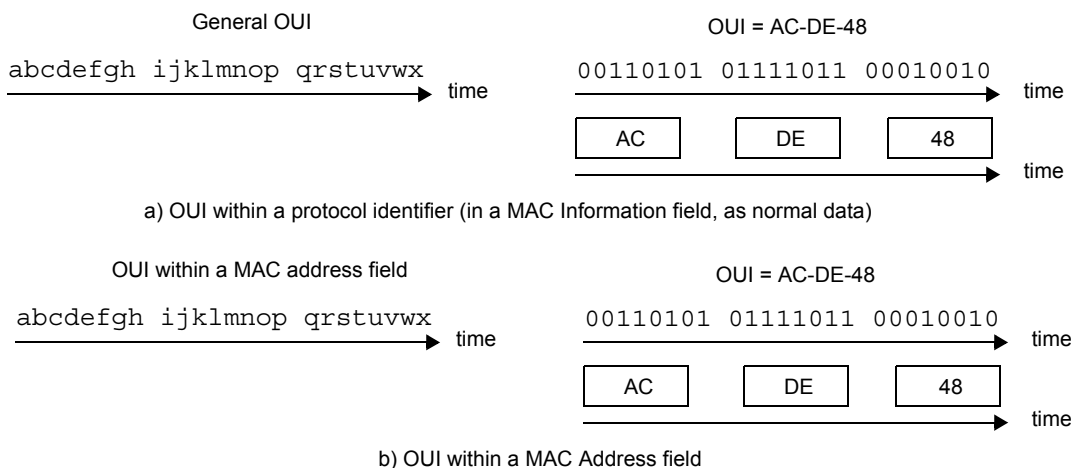 General OUI
OUI = AC-DE-48
abcdefgh ijklmnop qrstuvwx
time
00110101 01111011 00010010
time
AC
DE
48
time
a) OUI within a protocol identifier (in a MAC Information field, as normal data)
OUI within a MAC address field
OUI = AC-DE-48
abcdefgh ijklmnop qrstuvwx
time
00110101 01111011 00010010
time
AC
DE
48
time
b) OUI within a MAC Address field